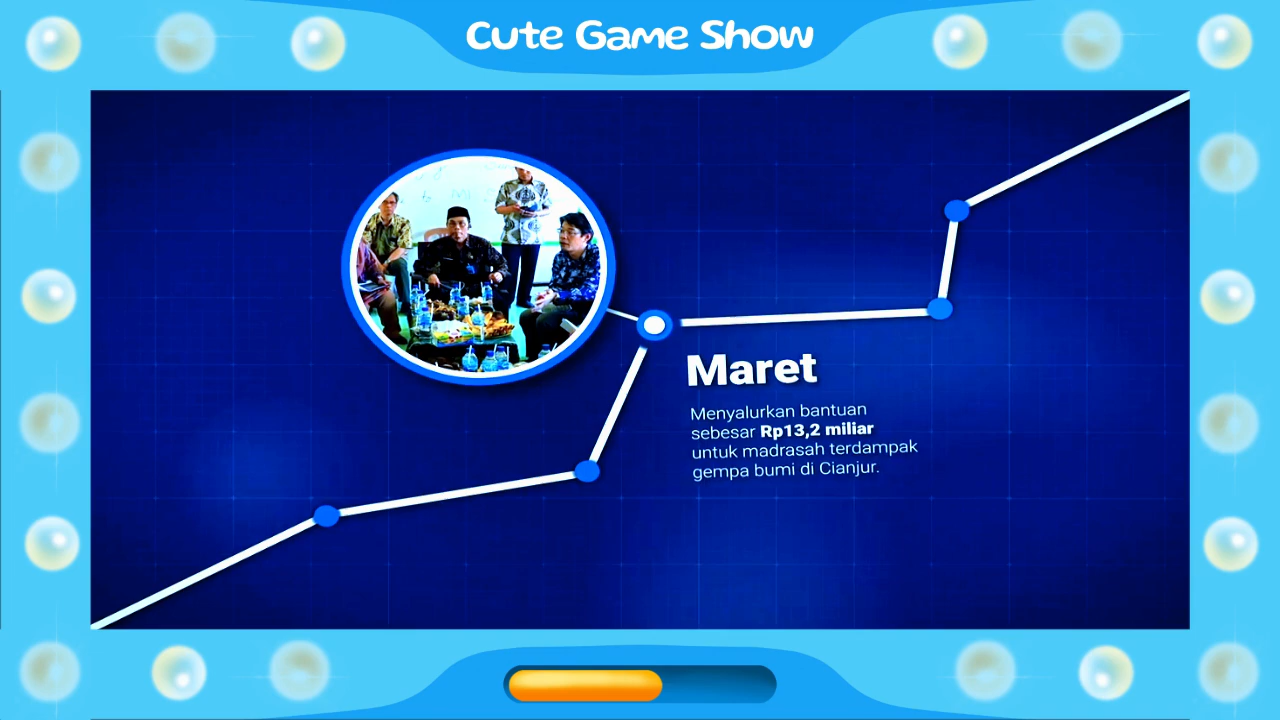 Cute Game Show
Maret
Menyalurkan bantuan
sebesar Rp13,2 miliar
untuk madrasah terdampak
gempa bumi di Cianjur.